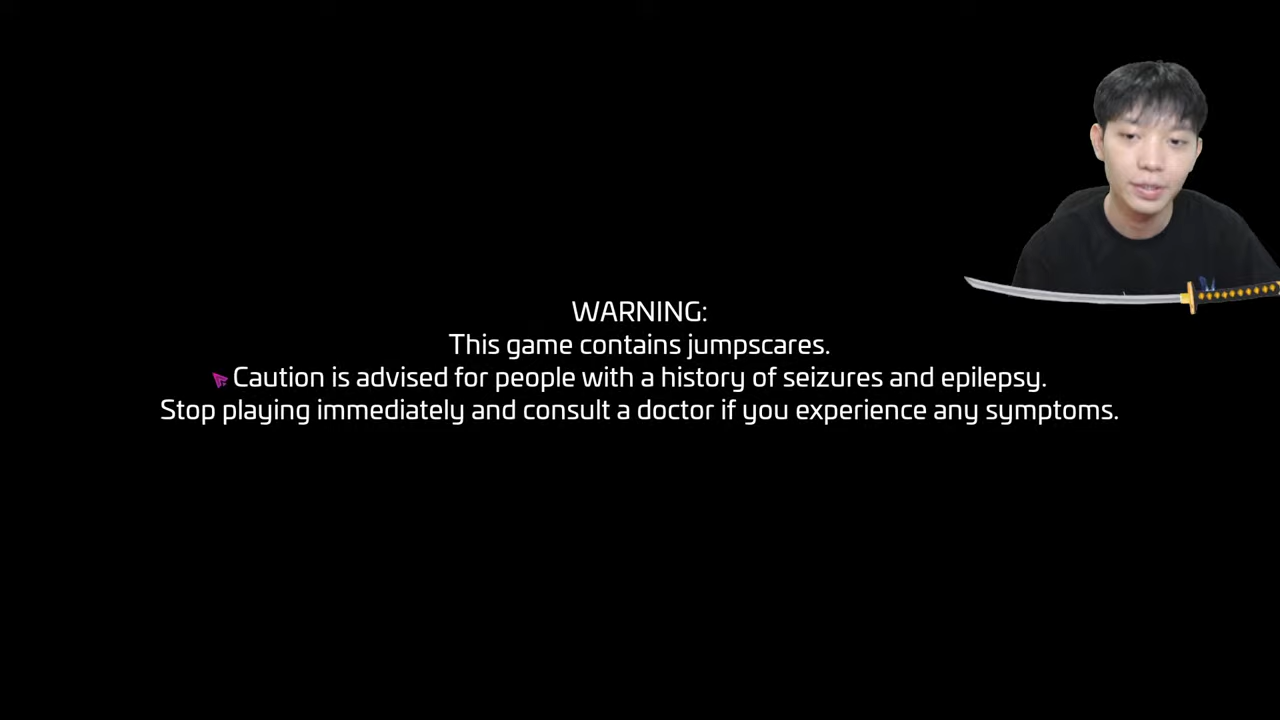 WARNING:
This game contains jumpscares.
Caution is advised for people with a history of seizures and epilepsy.
Stop playing immediately and consult a doctor if you experience any symptoms.